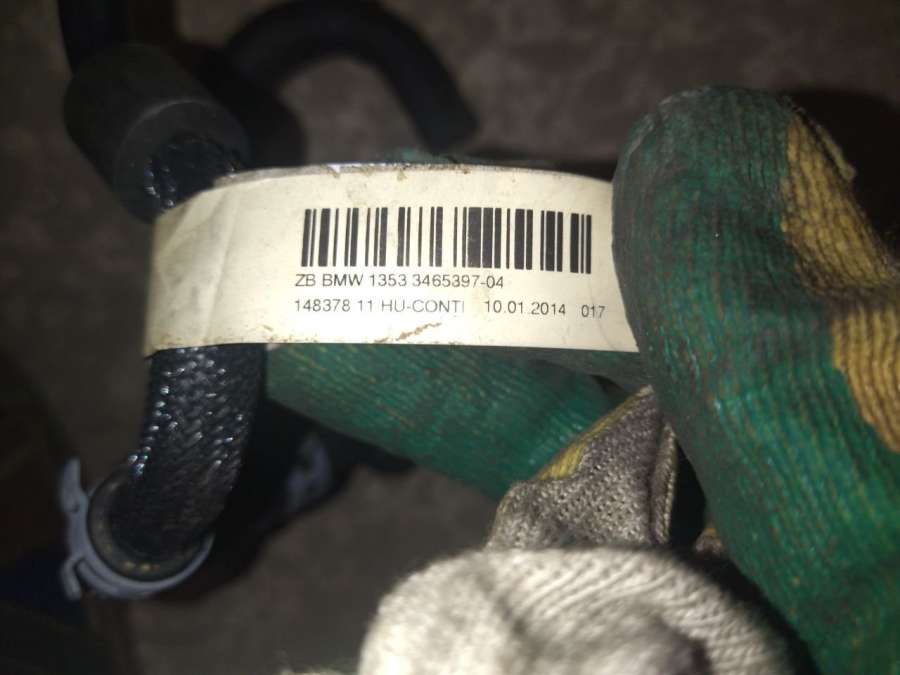 ZB BMW 1353 3465397-04
148378 11 HU-CONTI 10.01.2014 017